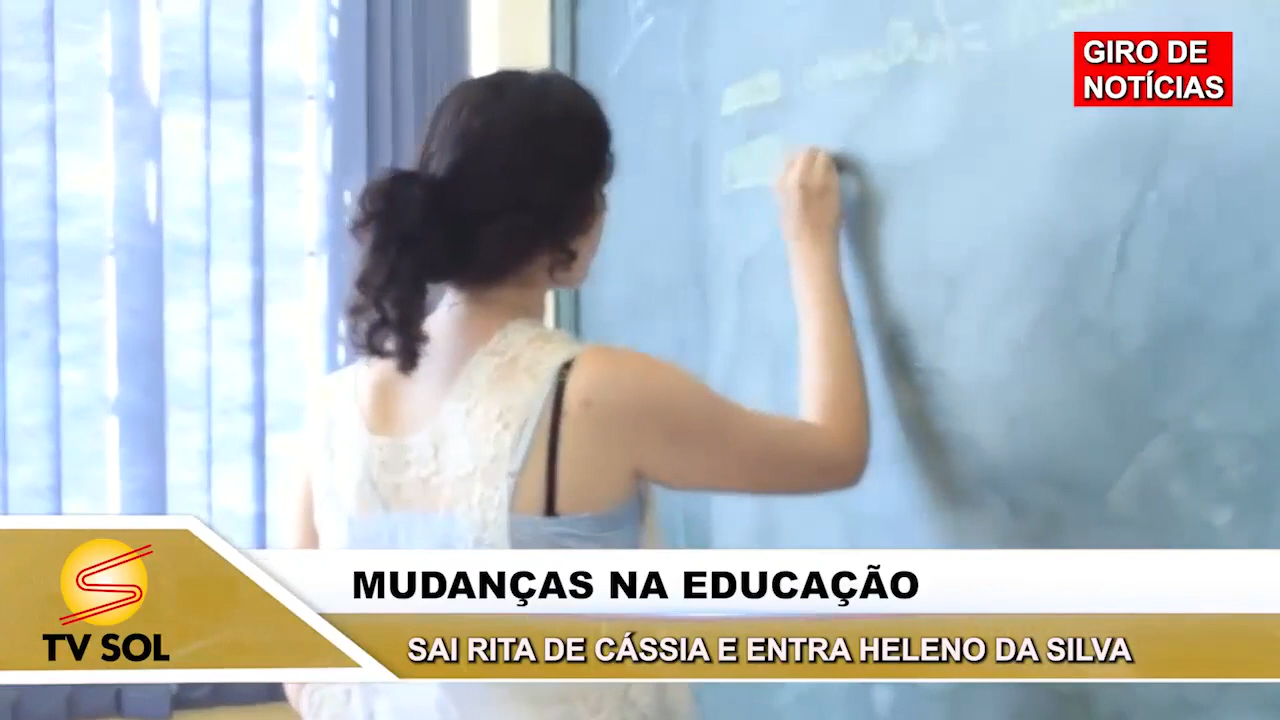 GIRO DE
NOTÍCIAS
MUDANÇAS NA EDUCAÇÃO
SAI RITA DE CÁSSIA E ENTRA HELENO DA SILVA
TV SOL